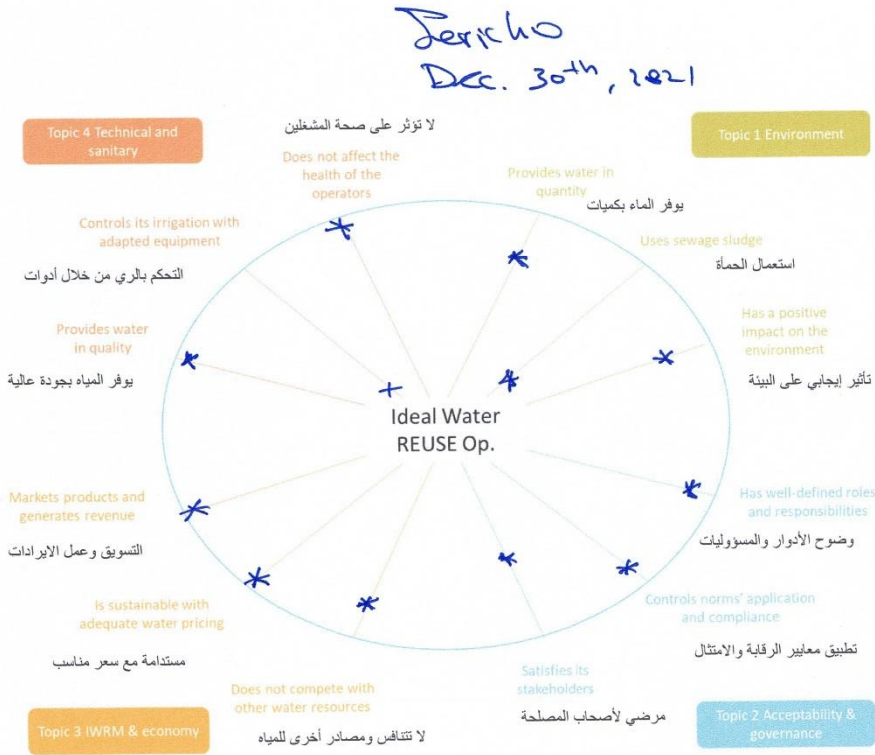 Jericho
Dec. 30th, 2021
Topic 4 Technical and
sanitary
لا تؤثر على صحة المشغلين
Does not affect the
health of the
operators
Topic 1 Environment
Provides water in
quantity
يوفر الماء بكميات
Controls its irrigation with
adapted equipment
التحكم بالري من خلال أدوات
Uses sewage sludge
استعمال الحمأة
Provides water
in quality
يوفر المياه بجودة عالية
Has a positive
impact on the
environment
تأثير إيجابي على البيئة
Ideal Water
REUSE Op.
Markets products and
generates revenue
التسويق وعمل الايرادات
Has well-defined roles
and responsibilities
وضوح الأدوار والمسؤوليات
Is sustainable with
adequate water pricing
مستدامة مع سعر مناسب
Controls norms' application
and compliance
تطبيق معايير الرقابة والامتثال
Does not compete with
other water resources
لا تتنافس ومصادر أخرى للمياه
Satisfies its
stakeholders
مرضي لأصحاب المصلحة
Topic 3 IWRM & economy
Topic 2 Acceptability &
governance